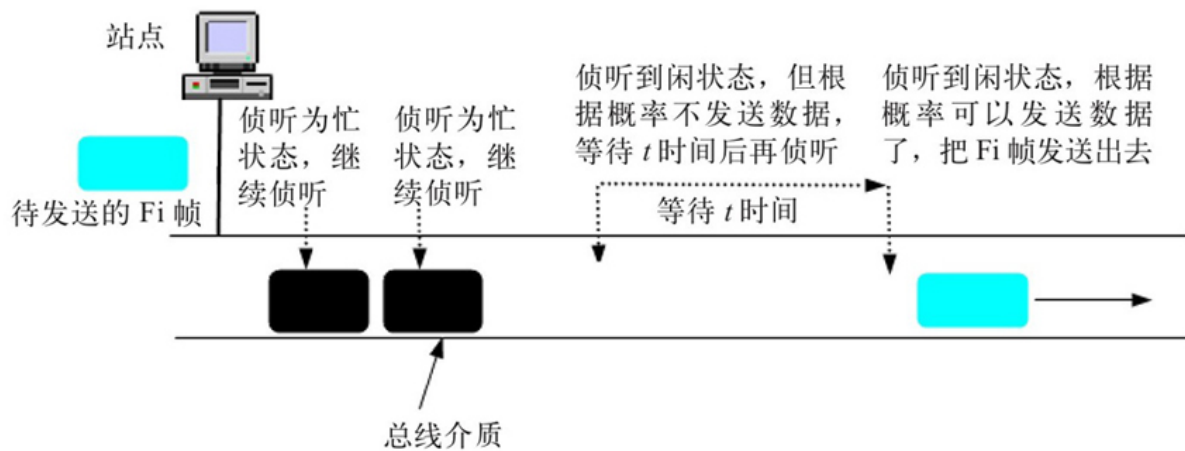 站点
侦听为忙
状态，继
续侦听
侦听为忙
状态，继
续侦听
侦听到闲状态，但根
据概率不发送数据，
等待 t 时间后再侦听
侦听到闲状态，根据
概率可以发送数据
了，把 Fi 帧发送出去
待发送的 Fi 帧
等待 t 时间
总线介质